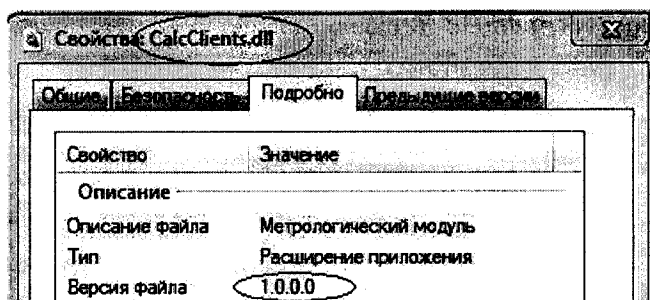 Свойства: CalcClients.dll
Общие Безопасность Подробно Предыдущие версии
Свойство Значение
Описание
Описание файла Метрологический модуль
Тип Расширение приложения
Версия файла 1.0.0.0